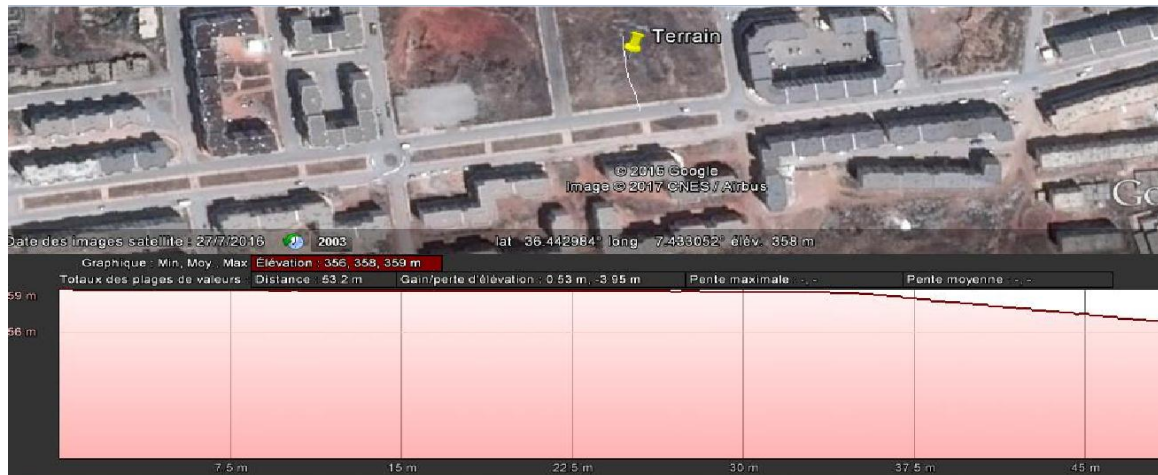 Terrain
© 2016 Google
Image © 2017 CNES / Airbus
Go
Date des images satellite : 27/7/2016 2003 lat 36.442984° long 7.433052° élév. 358 m
Graphique : Min, Moy., Max Élévation : 356, 358, 359 m
Totaux des plages de valeurs : Distance : 53.2 m Gain/perte d'élévation : 0.53 m, -3.95 m Pente maximale : -, - Pente moyenne : -, -
59 m
56 m
7.5 m 15 m 22.5 m 30 m 37.5 m 45 m